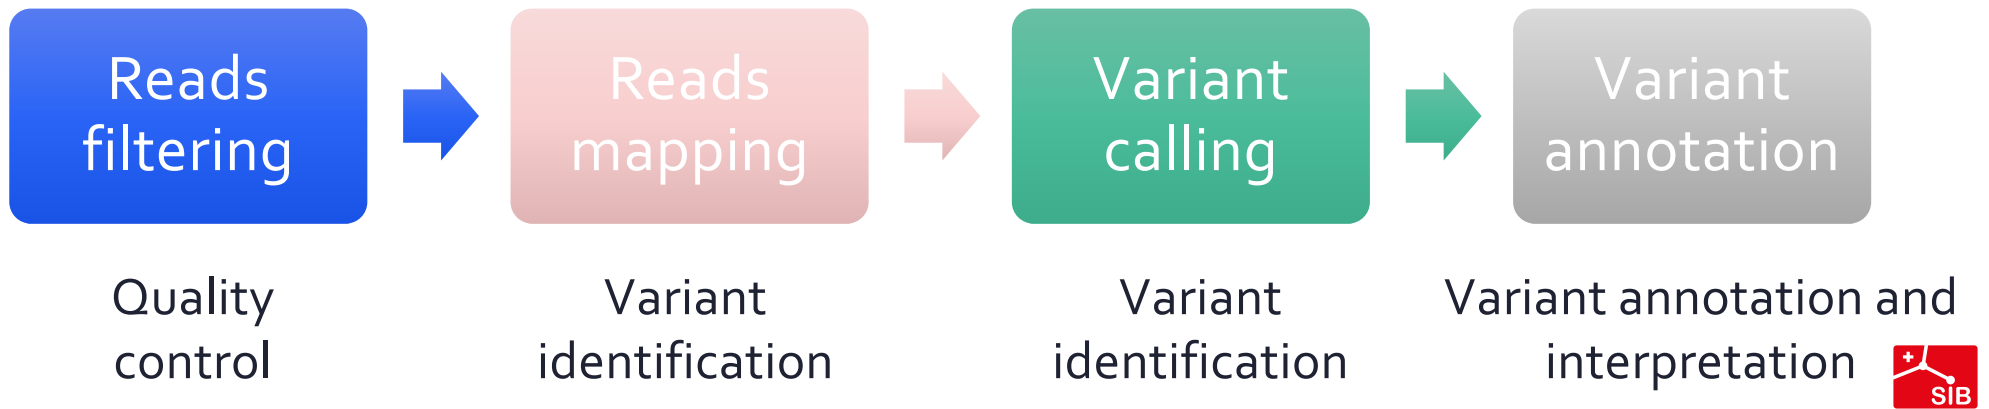 Reads
filtering
Reads
mapping
Variant
calling
Variant
annotation
Quality
control
Variant
identification
Variant
identification
Variant annotation and
interpretation
SIB